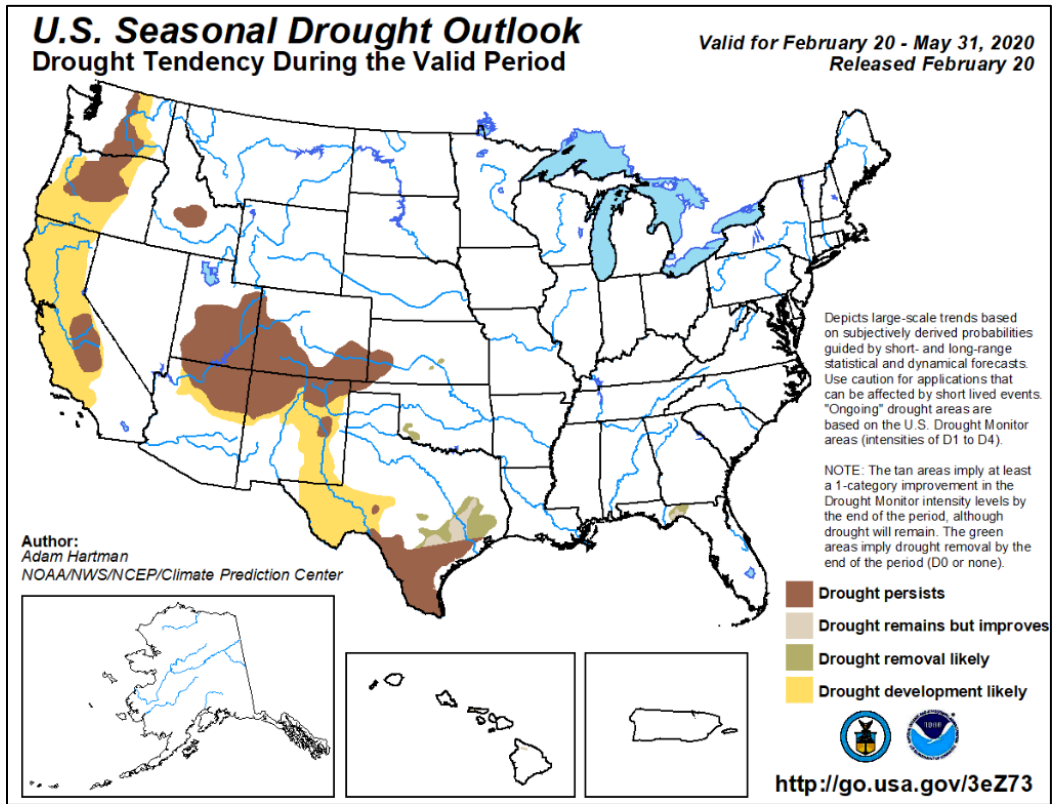 U.S. Seasonal Drought Outlook
Drought Tendency During the Valid Period
Valid for February 20 - May 31, 2020
Released February 20
Depicts large-scale trends based
on subjectively derived probabilities
guided by short- and long-range
statistical and dynamical forecasts.
Use caution for applications that
can be affected by short lived events.
"Ongoing" drought areas are
based on the U.S. Drought Monitor
areas (intensities of D1 to D4).
NOTE: The tan areas imply at least
a 1-category improvement in the
Drought Monitor intensity levels by
the end of the period, although
drought will remain. The green
areas imply drought removal by the
end of the period (D0 or none).
Author:
Adam Hartman
NOAA/NWS/NCEP/Climate Prediction Center
Drought persists
Drought remains but improves
Drought removal likely
Drought development likely
http://go.usa.gov/3eZ73